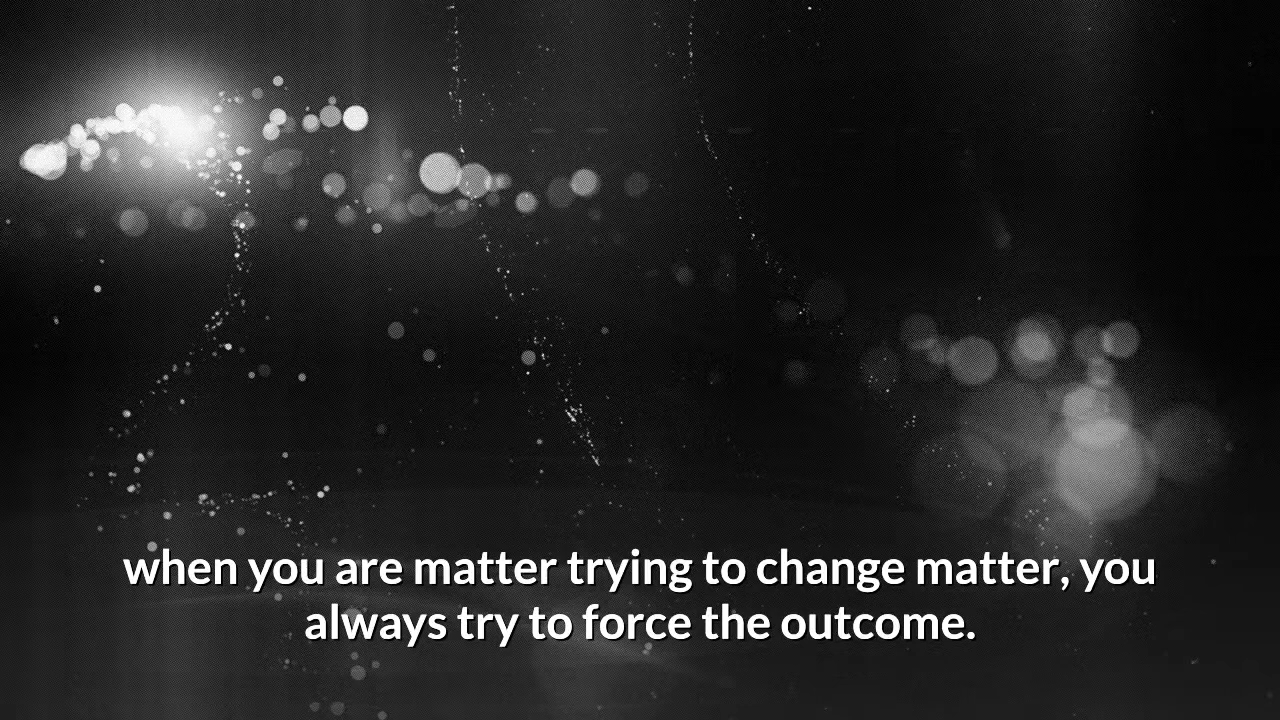 when you are matter trying to change matter, you
always try to force the outcome.